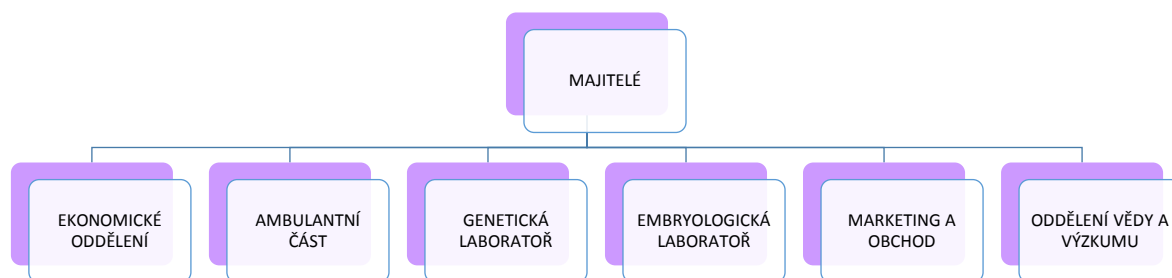 MAJITELÉ
EKONOMICKÉ
ODDĚLENÍ
AMBULANTNÍ
ČÁST
GENETICKÁ
LABORATOŘ
EMBRYOLOGICKÁ
LABORATOŘ
MARKETING A
OBCHOD
ODDĚLENÍ VĚDY A
VÝZKUMU